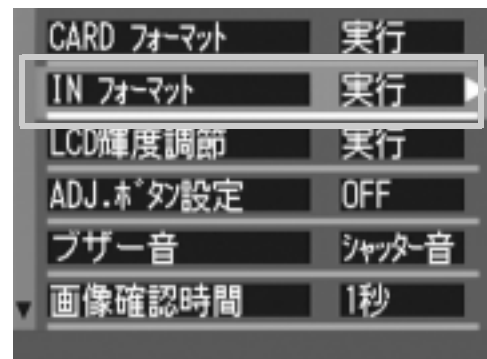 CARD フォーマット 実行
IN フォーマット 実行
LCD輝度調節 実行
ADJ.ボタン設定 OFF
ブザー音 シャッター音
画像確認時間 1秒